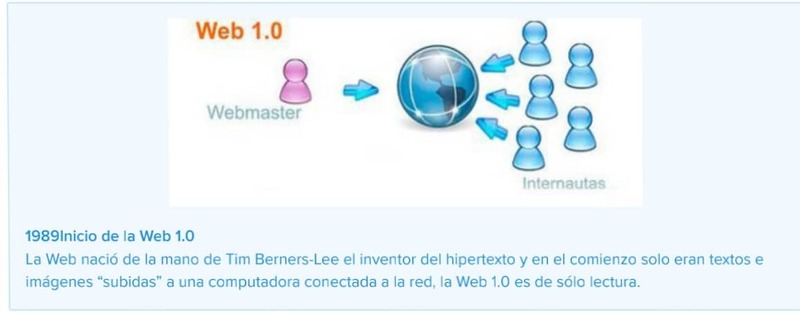 Web 1.0
Webmaster
Internautas
1989Inicio de la Web 1.0
La Web nació de la mano de Tim Berners-Lee el inventor del hipertexto y en el comienzo solo eran textos e
imágenes “subidas” a una computadora conectada a la red, la Web 1.0 es de sólo lectura.